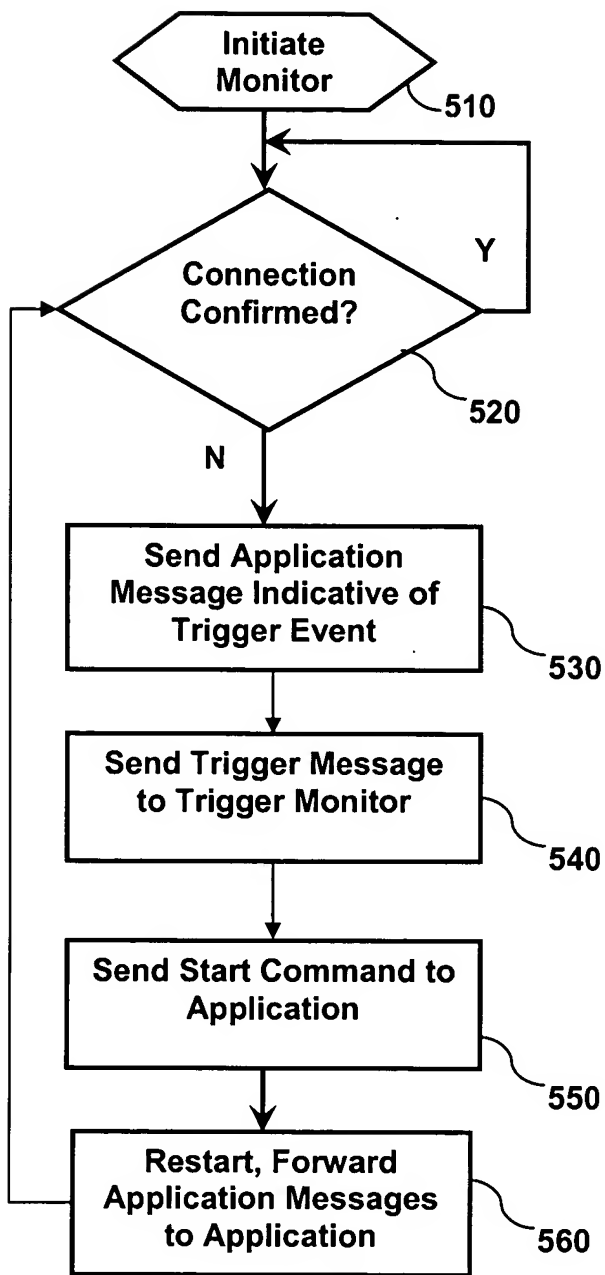 Initiate
Monitor
510
Connection
Confirmed?
Y
520
N
Send Application
Message Indicative of
Trigger Event
530
Send Trigger Message
to Trigger Monitor
540
Send Start Command to
Application
550
Restart, Forward
Application Messages
to Application
560